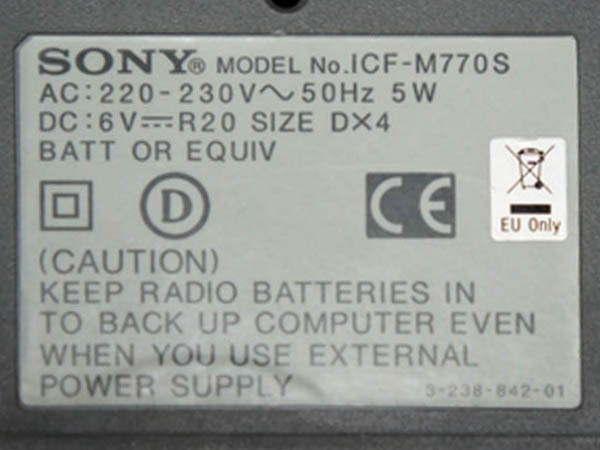 SONY® MODEL No.ICF-M770S
AC:220-230V～50Hz 5W
DC:6V⎓R20 SIZE D×4
BATT OR EQUIV
D
CE
EU Only
(CAUTION)
KEEP RADIO BATTERIES IN
TO BACK UP COMPUTER EVEN
WHEN YOU USE EXTERNAL
POWER SUPPLY
3-238-842-01